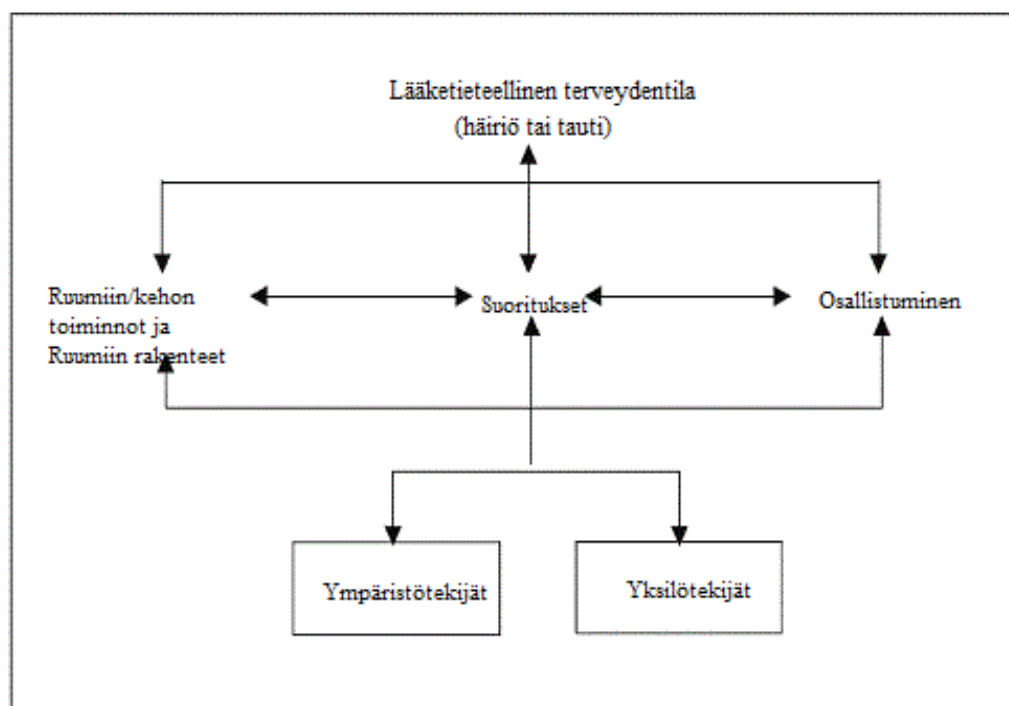 Lääketieteellinen terveydentila
(häiriö tai tauti)
Ruumiin/kehon
toiminnot ja
Ruumiin rakenteet
Suoritukset
Osallistuminen
Ympäristötekijät
Yksilötekijät